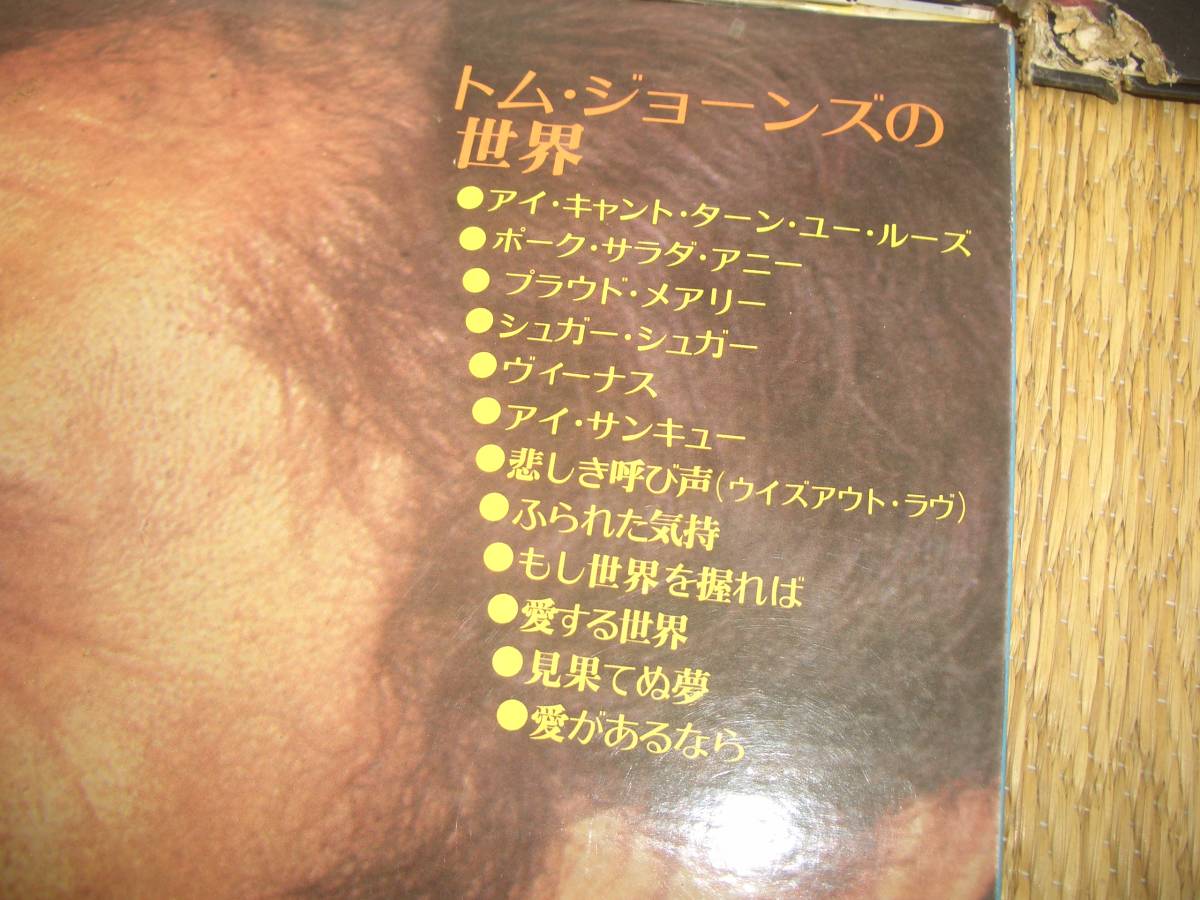 トム・ジョーンズの
世界
●アイ・キャント・ターン・ユー・ルーズ
●ポーク・サラダ・アニー
●プラウド・メアリー
●シュガー・シュガー
●ヴィーナス
●アイ・サンキュー
●悲しき呼び声(ウイズアウト・ラヴ)
●ふられた気持
●もし世界を握れば
●愛する世界
●見果てぬ夢
●愛があるなら